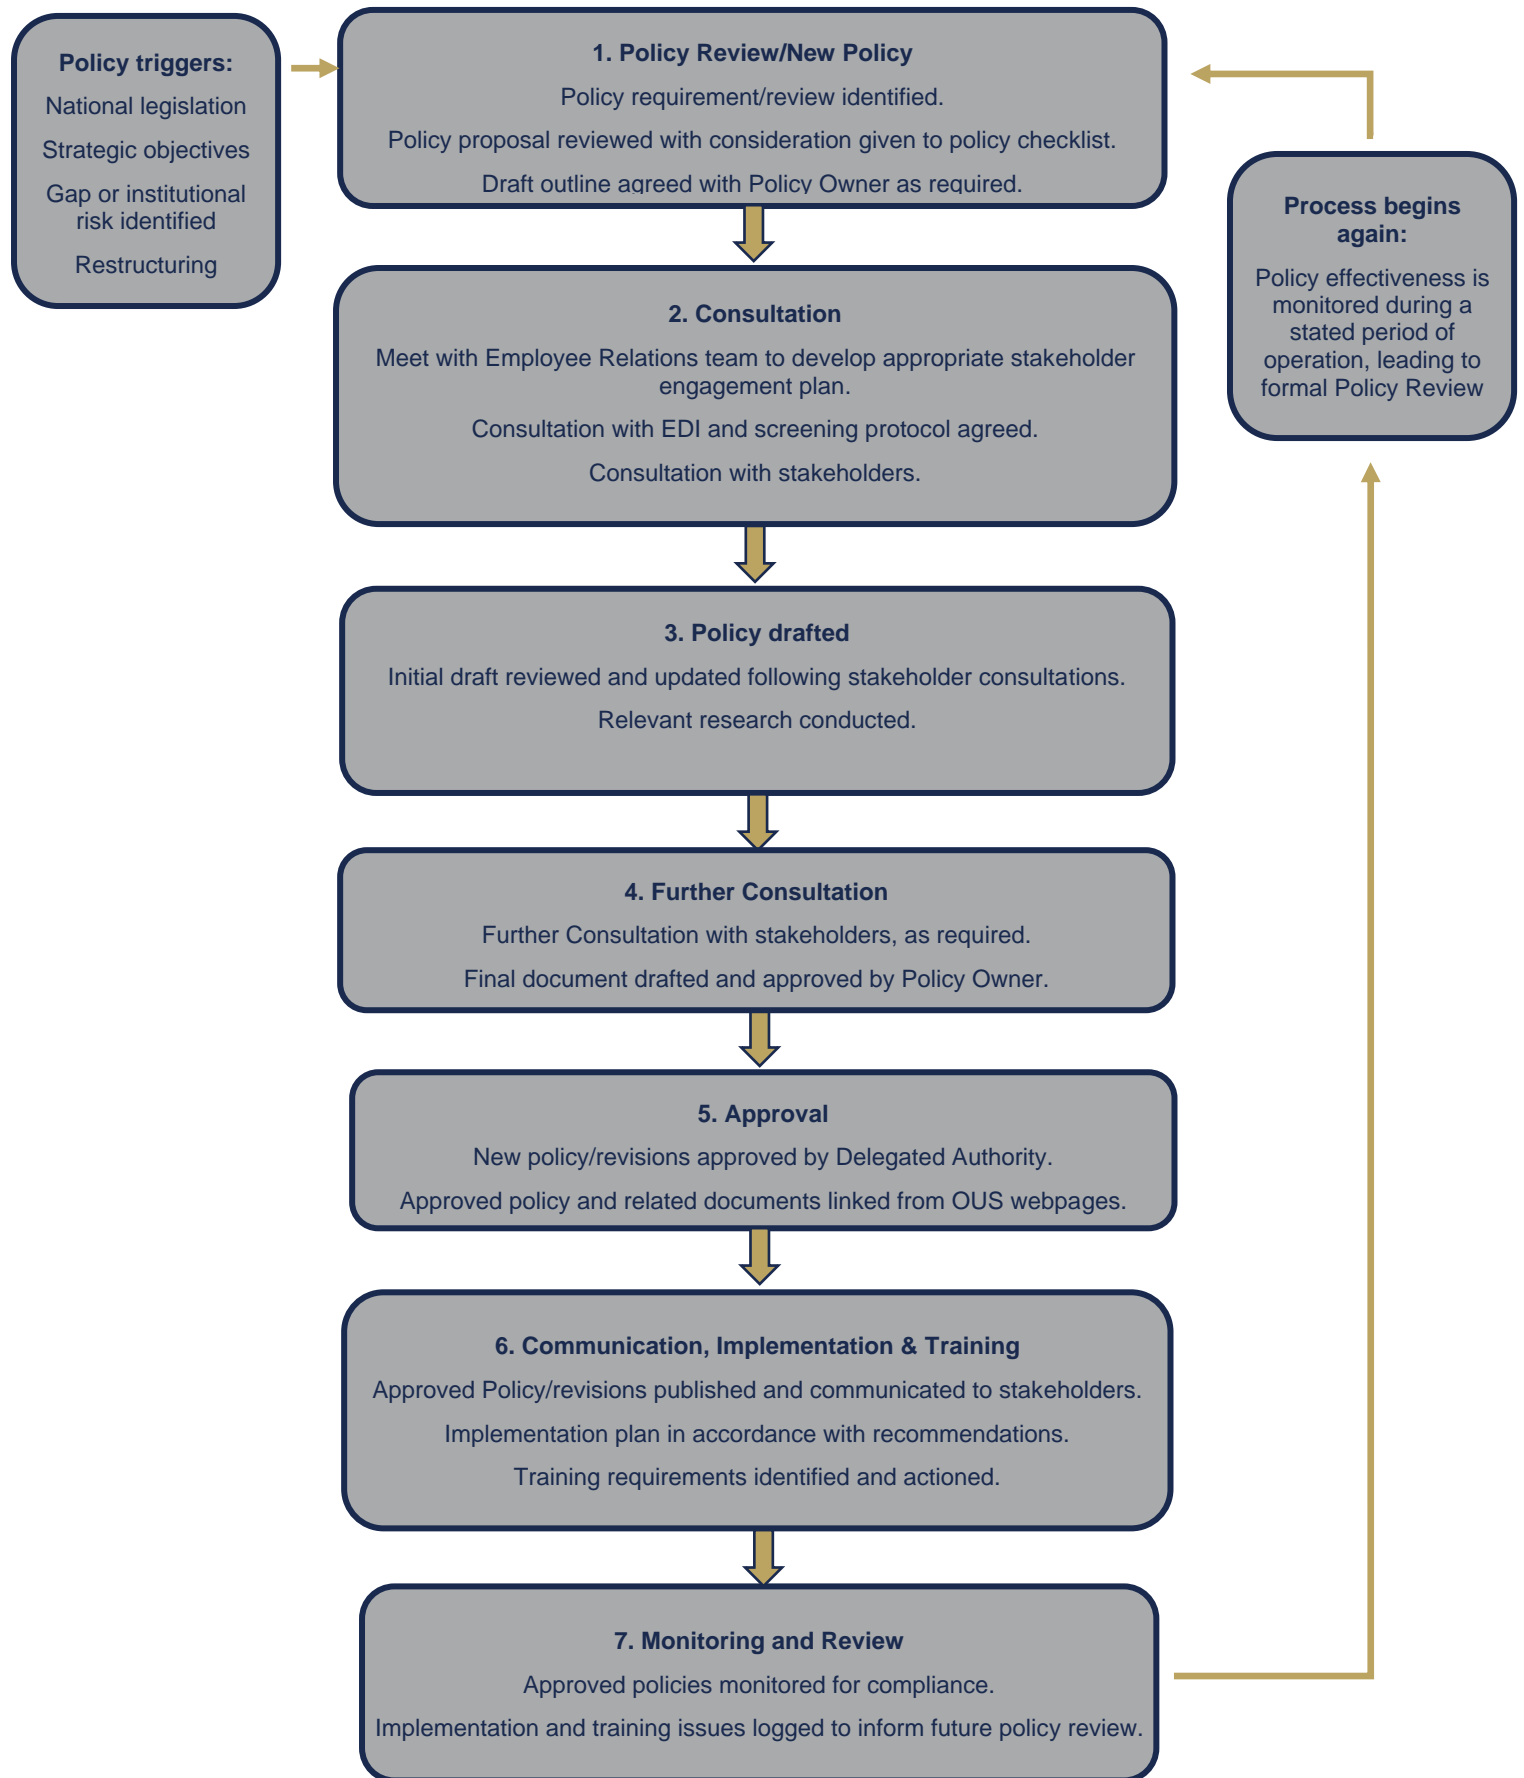 Policy triggers:
National legislation
Strategic objectives
Gap or institutional
risk identified
Restructuring
1. Policy Review/New Policy
Policy requirement/review identified.
Policy proposal reviewed with consideration given to policy checklist.
Draft outline agreed with Policy Owner as required.
Process begins
again:
Policy effectiveness is
monitored during a
stated period of
operation, leading to
formal Policy Review
2. Consultation
Meet with Employee Relations team to develop appropriate stakeholder
engagement plan.
Consultation with EDI and screening protocol agreed.
Consultation with stakeholders.
3. Policy drafted
Initial draft reviewed and updated following stakeholder consultations.
Relevant research conducted.
4. Further Consultation
Further Consultation with stakeholders, as required.
Final document drafted and approved by Policy Owner.
5. Approval
New policy/revisions approved by Delegated Authority.
Approved policy and related documents linked from OUS webpages.
6. Communication, Implementation & Training
Approved Policy/revisions published and communicated to stakeholders.
Implementation plan in accordance with recommendations.
Training requirements identified and actioned.
7. Monitoring and Review
Approved policies monitored for compliance.
Implementation and training issues logged to inform future policy review.